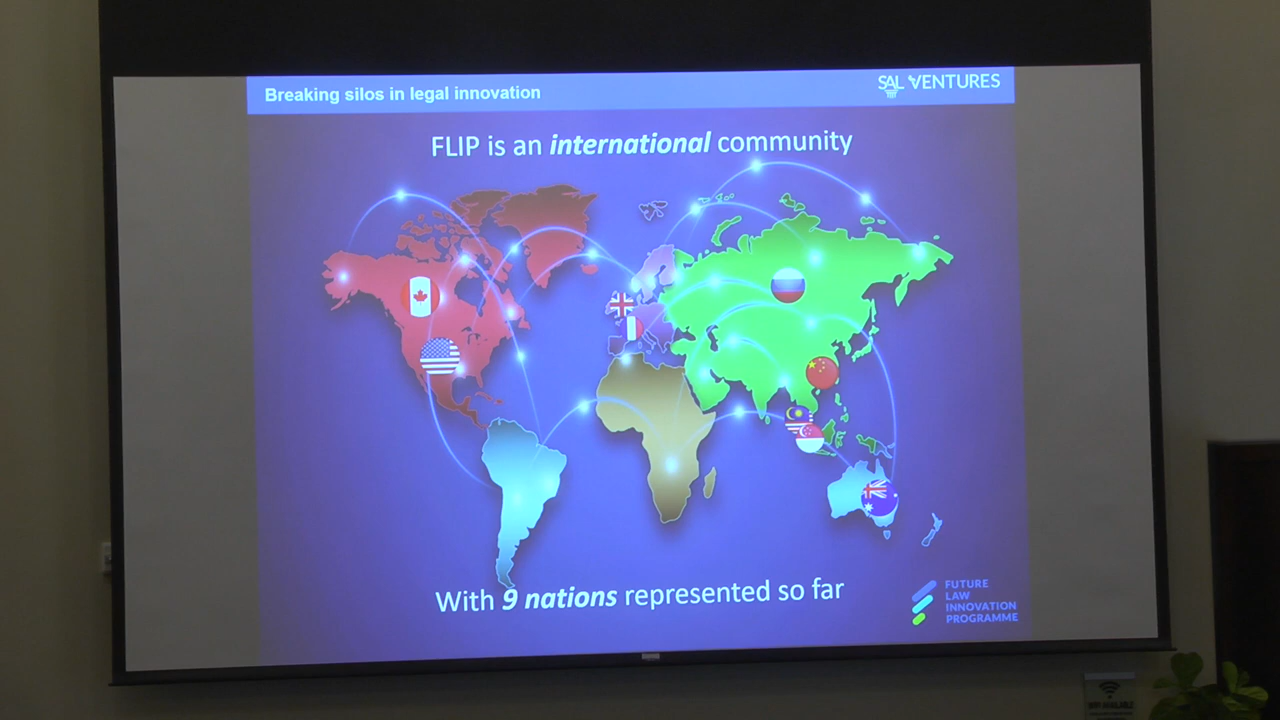 Breaking silos in legal innovation
SAL VENTURES
FLIP is an international community
With 9 nations represented so far
FUTURE
LAW
INNOVATION
PROGRAMME